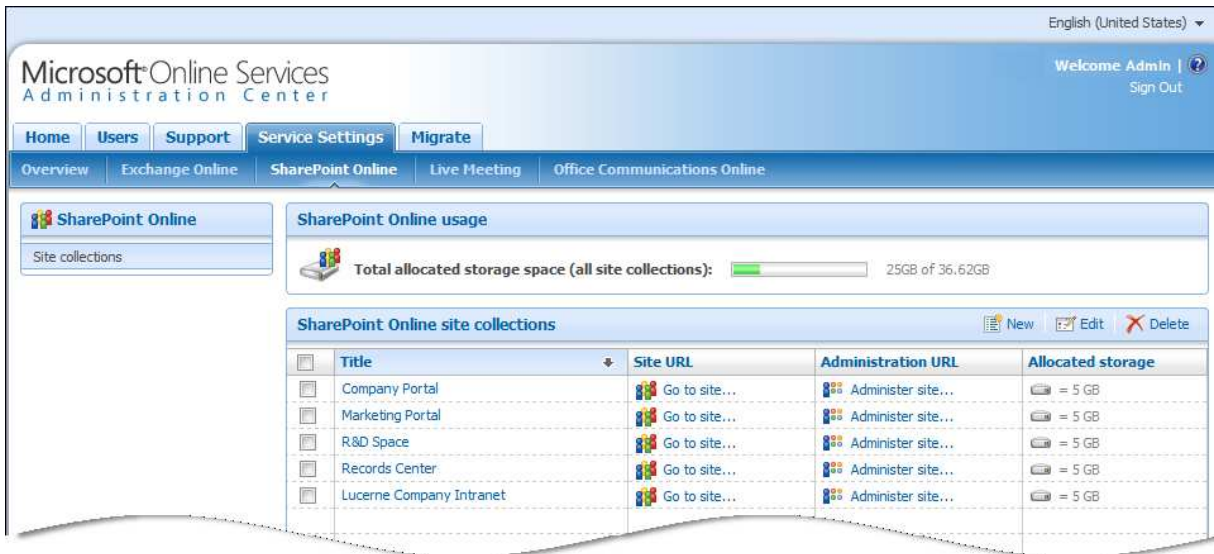 English (United States)
Microsoft Online Services
Administration Center
Welcome Admin |
Sign Out
Home Users Support Service Settings Migrate
Overview Exchange Online SharePoint Online Live Meeting Office Communications Online
SharePoint Online
Site collections
SharePoint Online usage
Total allocated storage space (all site collections): 25GB of 36.62GB
SharePoint Online site collections New Edit Delete
Title Site URL Administration URL Allocated storage
Company Portal Go to site... Administer site... = 5 GB
Marketing Portal Go to site... Administer site... = 5 GB
R&D Space Go to site... Administer site... = 5 GB
Records Center Go to site... Administer site... = 5 GB
Lucerne Company Intranet Go to site... Administer site... = 5 GB